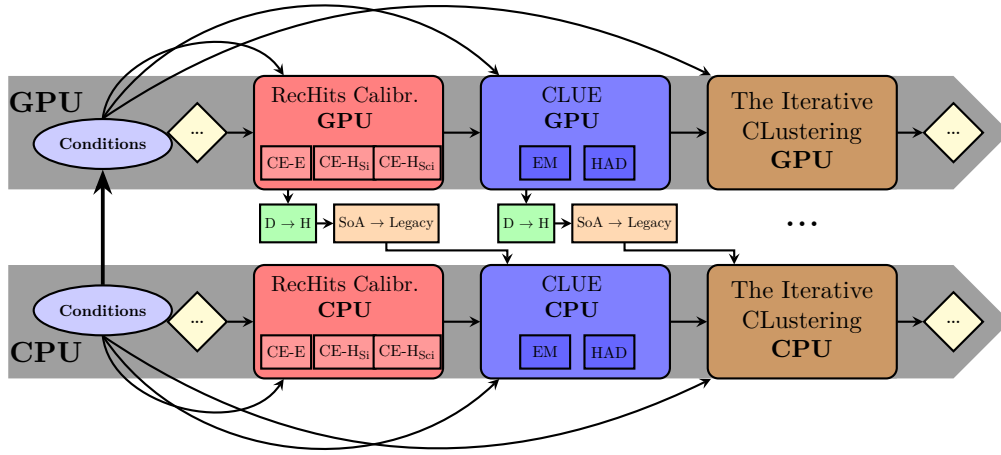 GPU
Conditions
...
RecHits Calibr.
GPU
CE-E
CE-H_Si
CE-H_Sci
CLUE
GPU
EM
HAD
The Iterative
CLustering
GPU
...
D → H
SoA → Legacy
D → H
SoA → Legacy
...
CPU
Conditions
...
RecHits Calibr.
CPU
CE-E
CE-H_Si
CE-H_Sci
CLUE
CPU
EM
HAD
The Iterative
CLustering
CPU
...